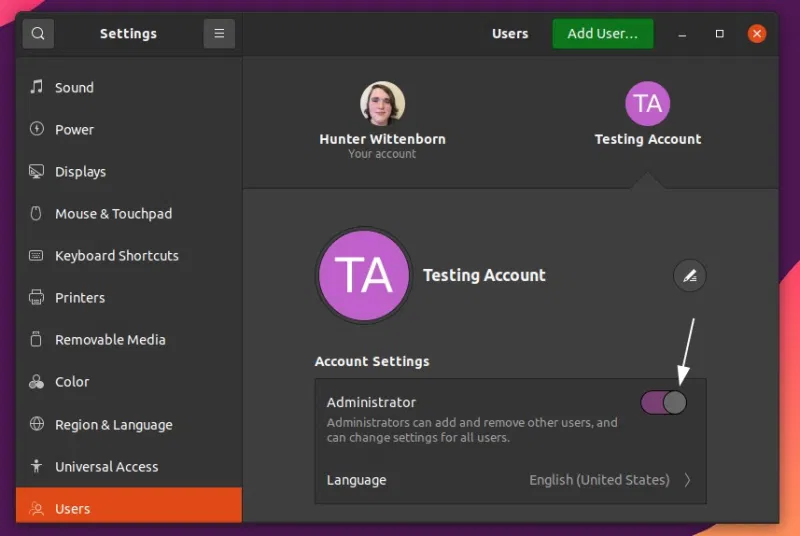 Settings
Users
Add User...
Sound
Power
Displays
Mouse & Touchpad
Keyboard Shortcuts
Printers
Removable Media
Color
Region & Language
Universal Access
Users
Hunter Wittenborn
Your account
TA
Testing Account
TA
Testing Account
Account Settings
Administrator
Administrators can add and remove other users, and
can change settings for all users.
Language
English (United States)